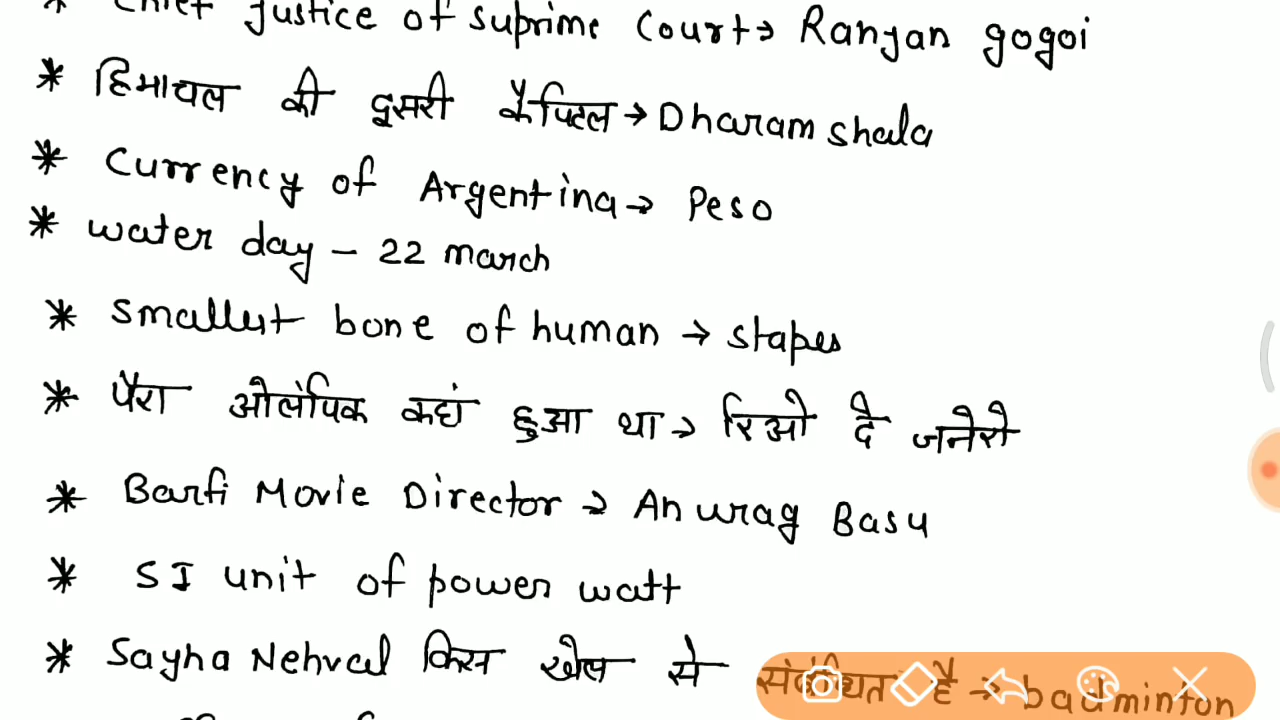 * Chief Justice of Suprime Court → Ranjan gogoi
* हिमाचल की दूसरी कैपिटल → Dharamshala
* Currency of Argentina → Peso
* water day – 22 march
* Smallest bone of human → stapes
* पैरा ओलंपिक कहां हुआ था → रिओ दे जनेरो
* Barfi Movie Director → Anurag Basu
* SI unit of power watt
* Sayna Nehval किस खेल से संबंधित है → badminton